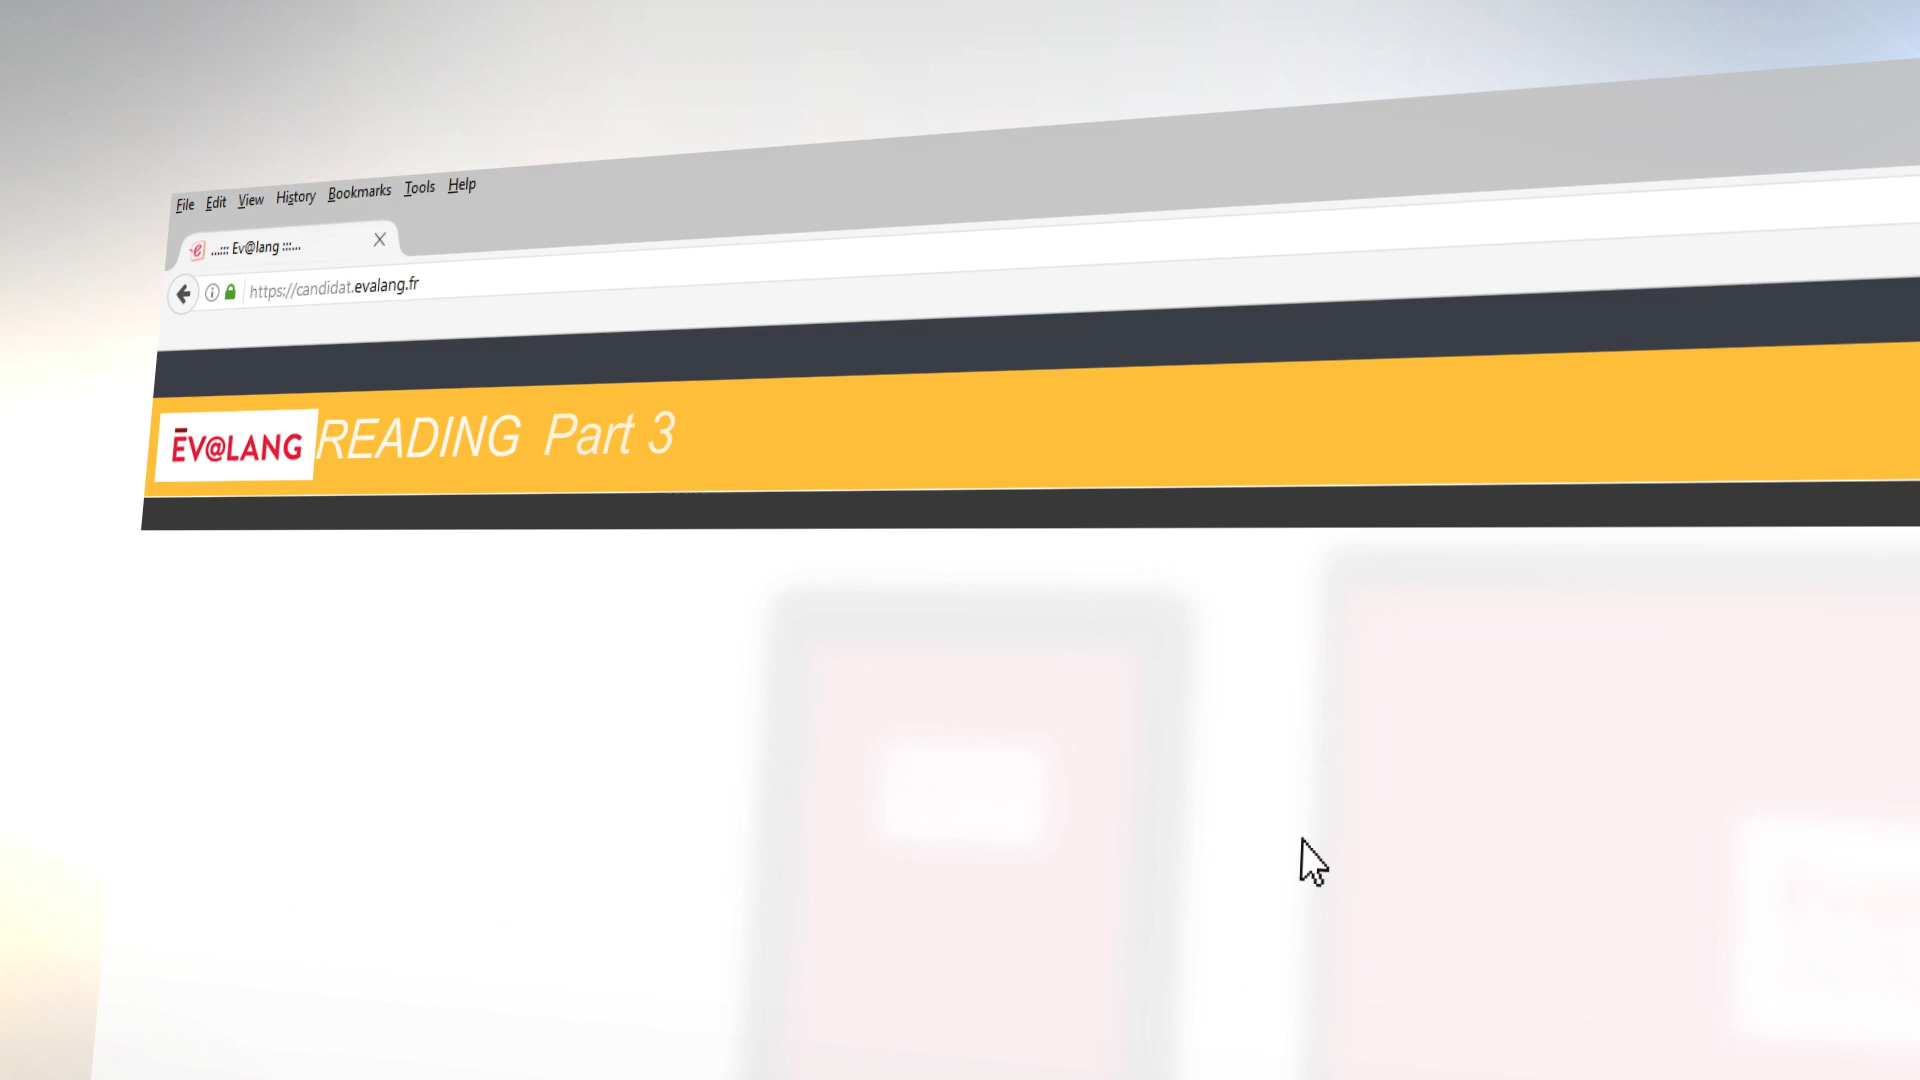 File Edit View History Bookmarks Tools Help
...::: Ev@lang :::...
https://candidat.evalang.fr
ĒV@LANG READING Part 3